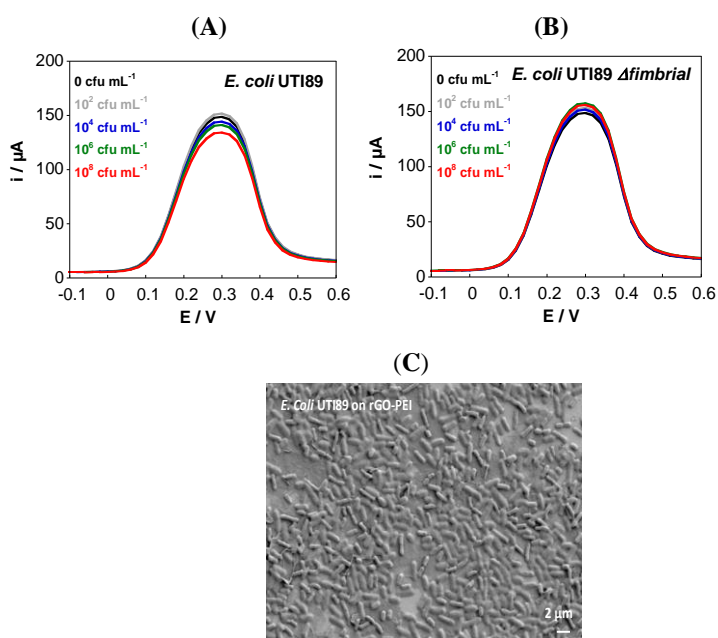 (A)
200
150
100
50
0
i / µA
0 cfu mL⁻¹
10² cfu mL⁻¹
10⁴ cfu mL⁻¹
10⁶ cfu mL⁻¹
10⁸ cfu mL⁻¹
E. coli UTI89
-0.1 0 0.1 0.2 0.3 0.4 0.5 0.6
E / V
(B)
200
150
100
50
0
i / µA
0 cfu mL⁻¹
10² cfu mL⁻¹
10⁴ cfu mL⁻¹
10⁶ cfu mL⁻¹
10⁸ cfu mL⁻¹
E. coli UTI89 Δfimbrial
-0.1 0 0.1 0.2 0.3 0.4 0.5 0.6
E / V
(C)
E. Coli UTI89 on rGO-PEI
2 µm